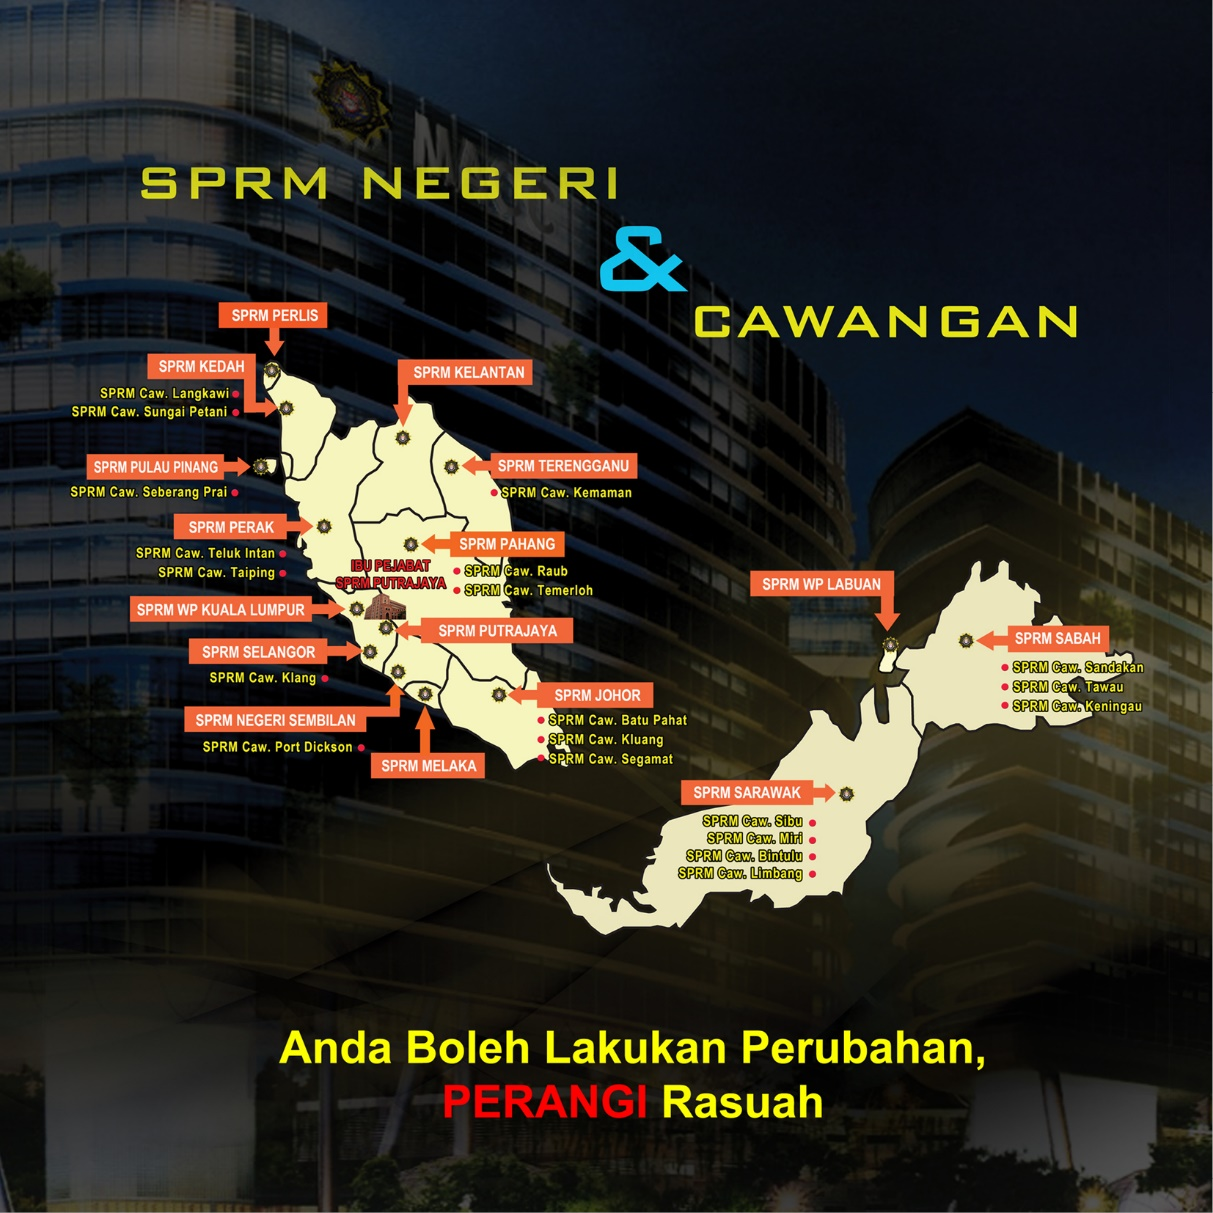 SPRM NEGERI
&
CAWANGAN
SPRM PERLIS
SPRM KEDAH
SPRM Caw. Langkawi
SPRM Caw. Sungai Petani
SPRM KELANTAN
SPRM PULAU PINANG
SPRM Caw. Seberang Prai
SPRM TERENGGANU
SPRM Caw. Kemaman
SPRM PERAK
SPRM Caw. Teluk Intan
SPRM Caw. Taiping
SPRM PAHANG
SPRM Caw. Raub
SPRM Caw. Temerloh
IBU PEJABAT
SPRM PUTRAJAYA
SPRM WP KUALA LUMPUR
SPRM PUTRAJAYA
SPRM SELANGOR
SPRM Caw. Klang
SPRM NEGERI SEMBILAN
SPRM Caw. Port Dickson
SPRM MELAKA
SPRM JOHOR
SPRM Caw. Batu Pahat
SPRM Caw. Kluang
SPRM Caw. Segamat
SPRM WP LABUAN
SPRM SABAH
SPRM Caw. Sandakan
SPRM Caw. Tawau
SPRM Caw. Keningau
SPRM SARAWAK
SPRM Caw. Sibu
SPRM Caw. Miri
SPRM Caw. Bintulu
SPRM Caw. Limbang
Anda Boleh Lakukan Perubahan,
PERANGI Rasuah